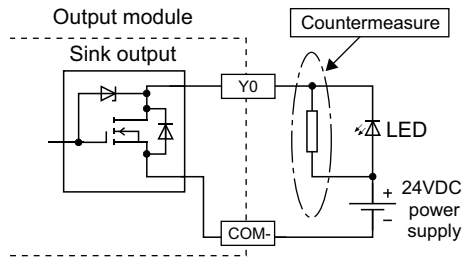 Output module
Countermeasure
Sink output
Y0
LED
+
24VDC
power
supply
−
COM-